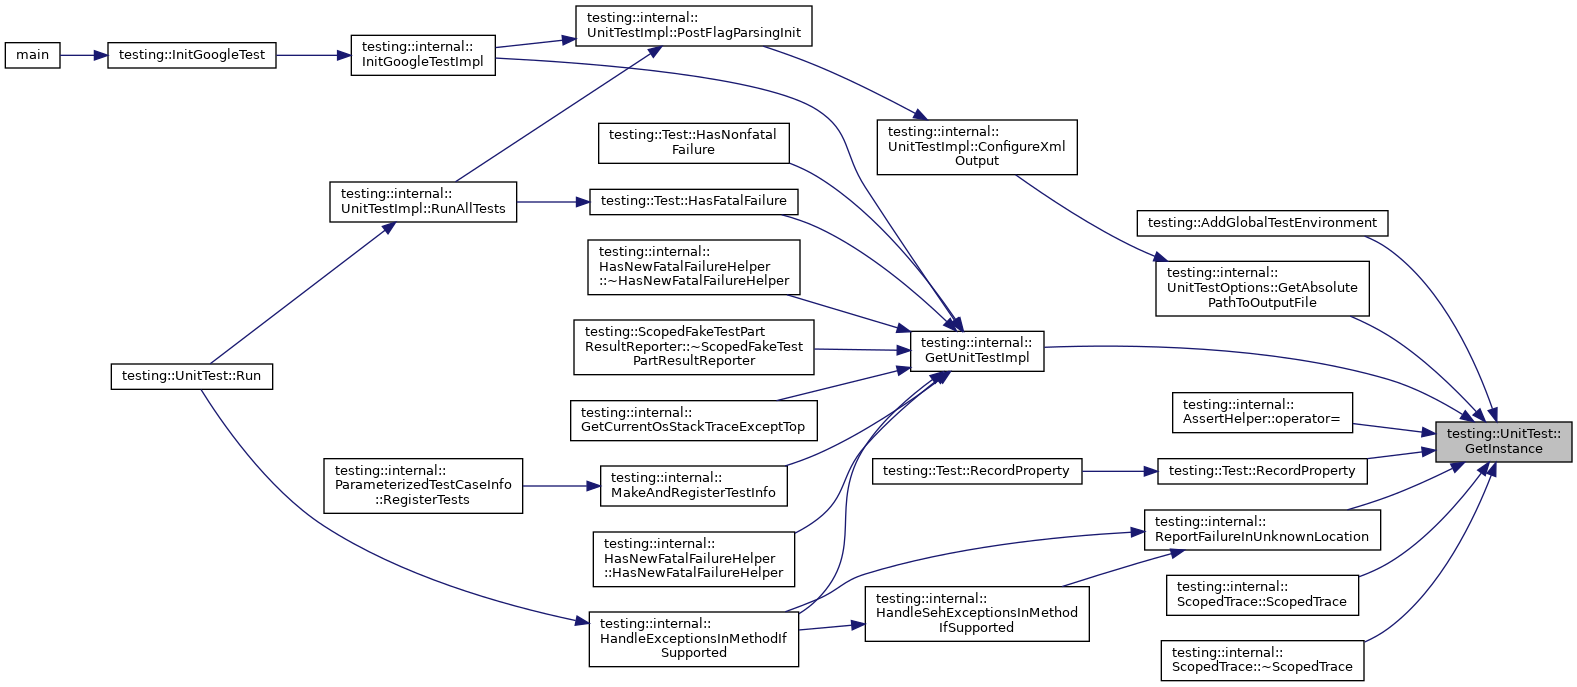 main
testing::InitGoogleTest
testing::internal::
InitGoogleTestImpl
testing::internal::
UnitTestImpl::PostFlagParsingInit
testing::internal::
UnitTestImpl::RunAllTests
testing::UnitTest::Run
testing::Test::HasNonfatal
Failure
testing::Test::HasFatalFailure
testing::internal::
HasNewFatalFailureHelper
::~HasNewFatalFailureHelper
testing::ScopedFakeTestPart
ResultReporter::~ScopedFakeTest
PartResultReporter
testing::internal::
GetCurrentOsStackTraceExceptTop
testing::internal::
ParameterizedTestCaseInfo
::RegisterTests
testing::internal::
MakeAndRegisterTestInfo
testing::internal::
HasNewFatalFailureHelper
::HasNewFatalFailureHelper
testing::internal::
HandleExceptionsInMethodIf
Supported
testing::internal::
UnitTestImpl::ConfigureXml
Output
testing::internal::
GetUnitTestImpl
testing::Test::RecordProperty
testing::internal::
HandleSehExceptionsInMethod
IfSupported
testing::AddGlobalTestEnvironment
testing::internal::
UnitTestOptions::GetAbsolute
PathToOutputFile
testing::internal::
AssertHelper::operator=
testing::Test::RecordProperty
testing::internal::
ReportFailureInUnknownLocation
testing::internal::
ScopedTrace::ScopedTrace
testing::internal::
ScopedTrace::~ScopedTrace
testing::UnitTest::
GetInstance